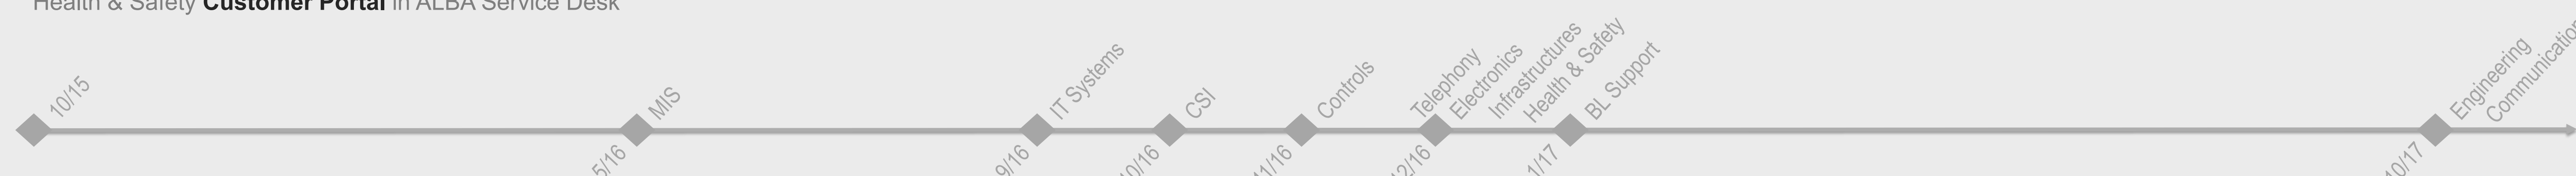 Health & Safety Customer Portal in ALBA Service Desk
10/15
MIS
IT Systems
CSI
Controls
Telephony
Electronics
Infrastructures
Health & Safety
BL Support
Engineering
Communication
5/16
9/16
10/16
11/16
12/16
1/17
10/17